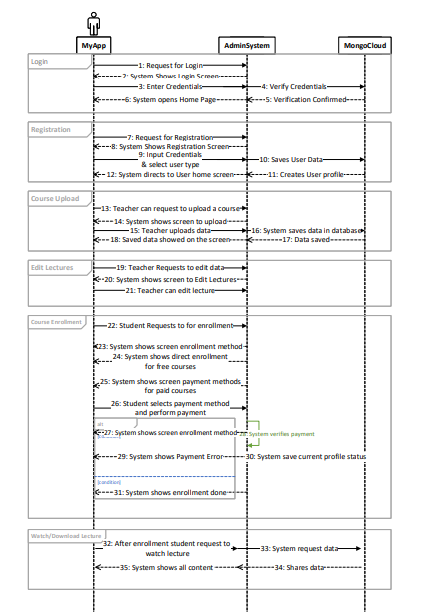 MyApp
AdminSystem
MongoCloud
Login
1: Request for Login
2: System Shows Login Screen
3: Enter Credentials
4: Verify Credentials
6: System opens Home Page
5: Verification Confirmed
Registration
7: Request for Registration
8: System Shows Registration Screen
9: Input Credentials
& select user type
10: Saves User Data
12: System directs to User home screen
11: Creates User profile
Course Upload
13: Teacher can request to upload a course
14: System shows screen to upload
15: Teacher uploads data
16: System saves data in database
18: Saved data showed on the screen
17: Data saved
Edit Lectures
19: Teacher Requests to edit data
20: System shows screen to Edit Lectures
21: Teacher can edit lecture
Course Enrollment
22: Student Requests to for enrollment
23: System shows screen enrollment method
24: System shows direct enrollment
for free courses
25: System shows screen payment methods
for paid courses
26: Student selects payment method
and perform payment
alt
27: System shows screen enrollment method
System verifies payment
29: System shows Payment Error
30: System save current profile status
[condition]
31: System shows enrollment done
Watch/Download Lecture
32: After enrollment student request to
watch lecture
33: System request data
35: System shows all content
34: Shares data